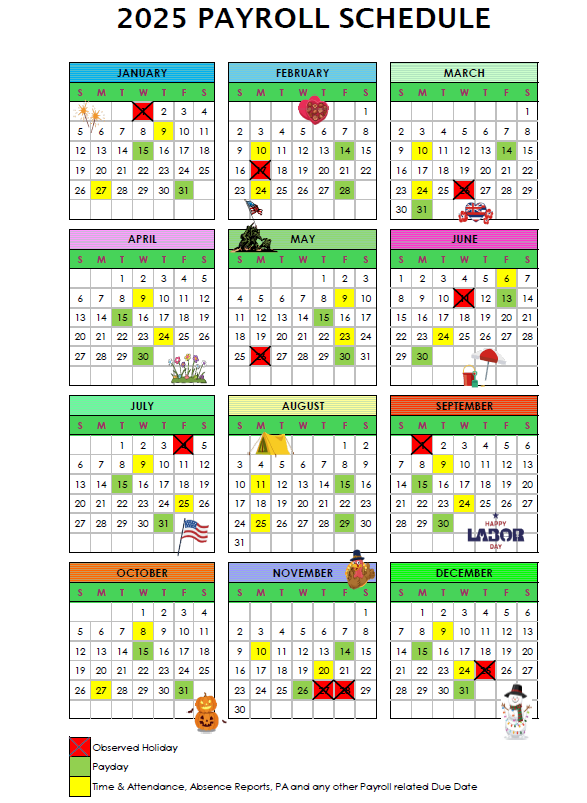 2025 PAYROLL SCHEDULE
JANUARY
S M T W T F S
2 3 4
5 6 7 8 9 10 11
12 13 14 15 16 17 18
19 20 21 22 23 24 25
26 27 28 29 30 31
FEBRUARY
S M T W T F S
1
2 3 4 5 6 7 8
9 10 11 12 13 14 15
16 18 19 20 21 22
23 24 25 26 27 28
MARCH
S M T W T F S
1
2 3 4 5 6 7 8
9 10 11 12 13 14 15
16 17 18 19 20 21 22
23 24 25 27 28 29
30 31
APRIL
S M T W T F S
1 2 3 4 5
6 7 8 9 10 11 12
13 14 15 16 17 18 19
20 21 22 23 24 25 26
27 28 29 30
MAY
S M T W T F S
1 2 3
4 5 6 7 8 9 10
11 12 13 14 15 16 17
18 19 20 21 22 23 24
25 27 28 29 30 31
JUNE
S M T W T F S
1 2 3 4 5 6 7
8 9 10 12 13 14
15 16 17 18 19 20 21
22 23 24 25 26 27 28
29 30
JULY
S M T W T F S
1 2 3 5
6 7 8 9 10 11 12
13 14 15 16 17 18 19
20 21 22 23 24 25 26
27 28 29 30 31
AUGUST
S M T W T F S
1 2
3 4 5 6 7 8 9
10 11 12 13 14 15 16
17 18 19 20 21 22 23
24 25 26 27 28 29 30
31
SEPTEMBER
S M T W T F S
2 3 4 5 6
7 8 9 10 11 12 13
14 15 16 17 18 19 20
21 22 23 24 25 26 27
28 29 30
HAPPY
LABOR
DAY
OCTOBER
S M T W T F S
1 2 3 4
5 6 7 8 9 10 11
12 13 14 15 16 17 18
19 20 21 22 23 24 25
26 27 28 29 30 31
NOVEMBER
S M T W T F S
1
2 3 4 5 6 7 8
9 10 11 12 13 14 15
16 17 18 19 20 21 22
23 24 25 26 29
30
DECEMBER
S M T W T F S
1 2 3 4 5 6
7 8 9 10 11 12 13
14 15 16 17 18 19 20
21 22 23 24 26 27
28 29 30 31
Observed Holiday
Payday
Time & Attendance, Absence Reports, PA and any other Payroll related Due Date